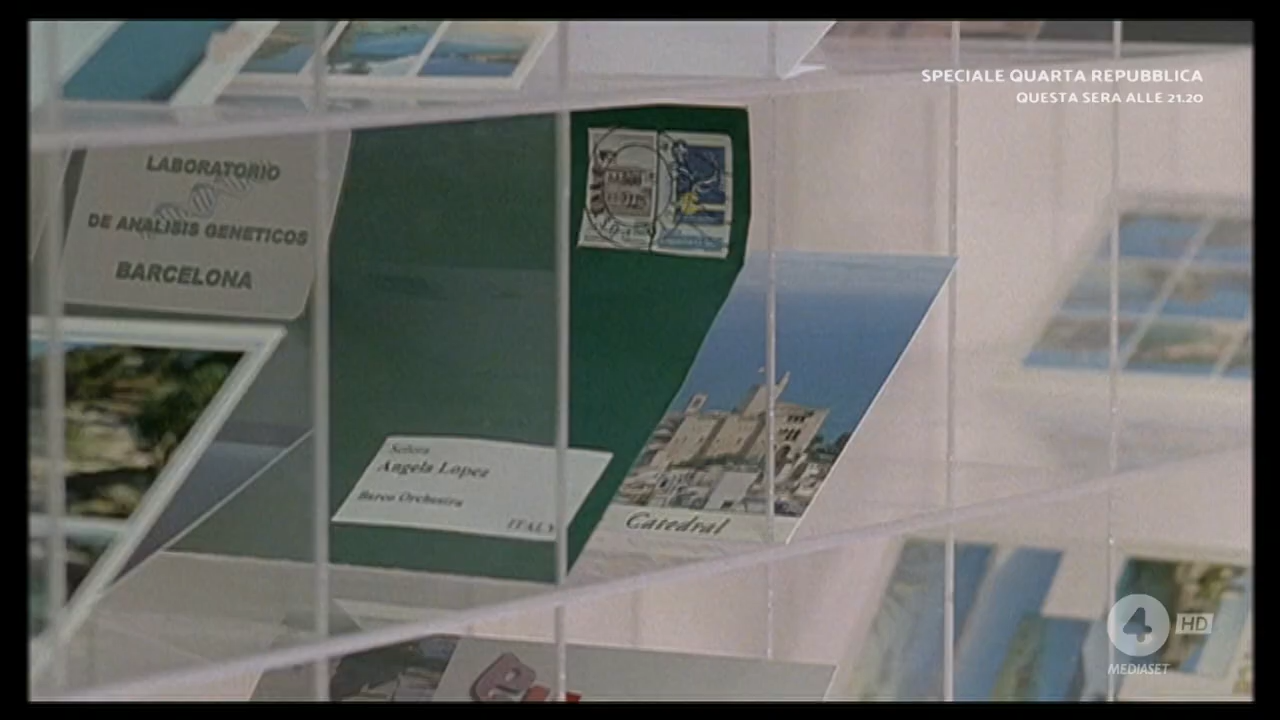 SPECIALE QUARTA REPUBBLICA
QUESTA SERA ALLE 21.20
LABORATORIO
DE ANALISIS GENETICOS
BARCELONA
Señora
Angela Lopez
Barco Orchestra
ITALY
Catedral
4 HD
MEDIASET